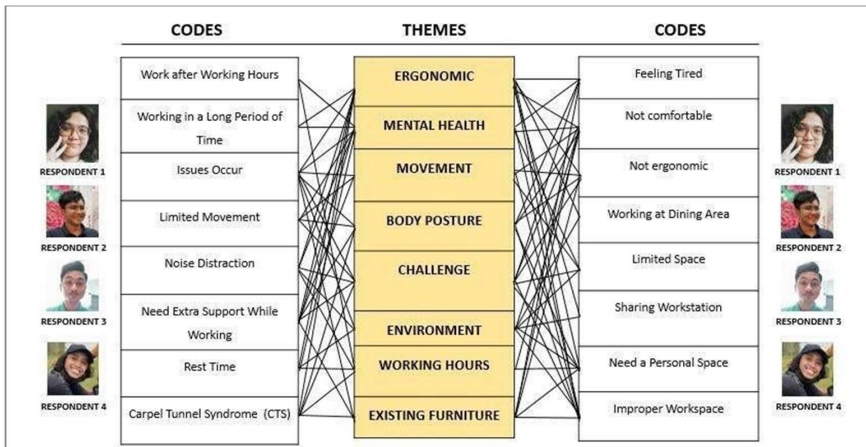 CODES THEMES CODES
Work after Working Hours
Working in a Long Period of
Time
Issues Occur
Limited Movement
Noise Distraction
Need Extra Support While
Working
Rest Time
Carpel Tunnel Syndrome (CTS)
ERGONOMIC
MENTAL HEALTH
MOVEMENT
BODY POSTURE
CHALLENGE
ENVIRONMENT
WORKING HOURS
EXISTING FURNITURE
Feeling Tired
Not comfortable
Not ergonomic
Working at Dining Area
Limited Space
Sharing Workstation
Need a Personal Space
Improper Workspace
RESPONDENT 1
RESPONDENT 2
RESPONDENT 3
RESPONDENT 4
RESPONDENT 1
RESPONDENT 2
RESPONDENT 3
RESPONDENT 4